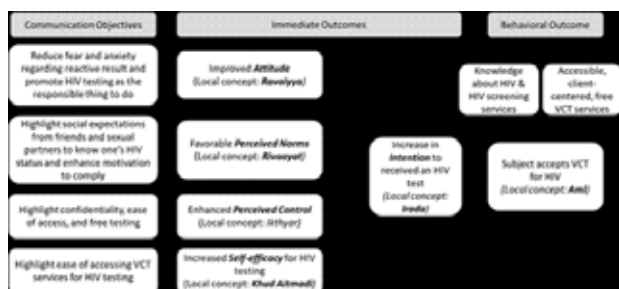 Communication Objectives
Immediate Outcomes
Behavioral Outcome
Reduce fear and anxiety
regarding reactive result and
promote HIV testing as the
responsible thing to do
Improved Attitude
(Local concept: Ravaiyya)
Knowledge
about HIV &
HIV screening
services
Accessible,
client-
centered, free
VCT services
Highlight social expectations
from friends and sexual
partners to know one's HIV
status and enhance motivation
to comply
Favorable Perceived Norms
(Local concept: Rivaayat)
Increase in
Intention to
received an HIV
test
(Local concept:
Irada)
Subject accepts VCT
for HIV
(Local concept: Aml)
Highlight confidentiality, ease
of access, and free testing
Enhanced Perceived Control
(Local concept: Ikthyar)
Highlight ease of accessing VCT
services for HIV testing
Increased Self-efficacy for HIV
testing
(Local concept: Khud Aitmadi)